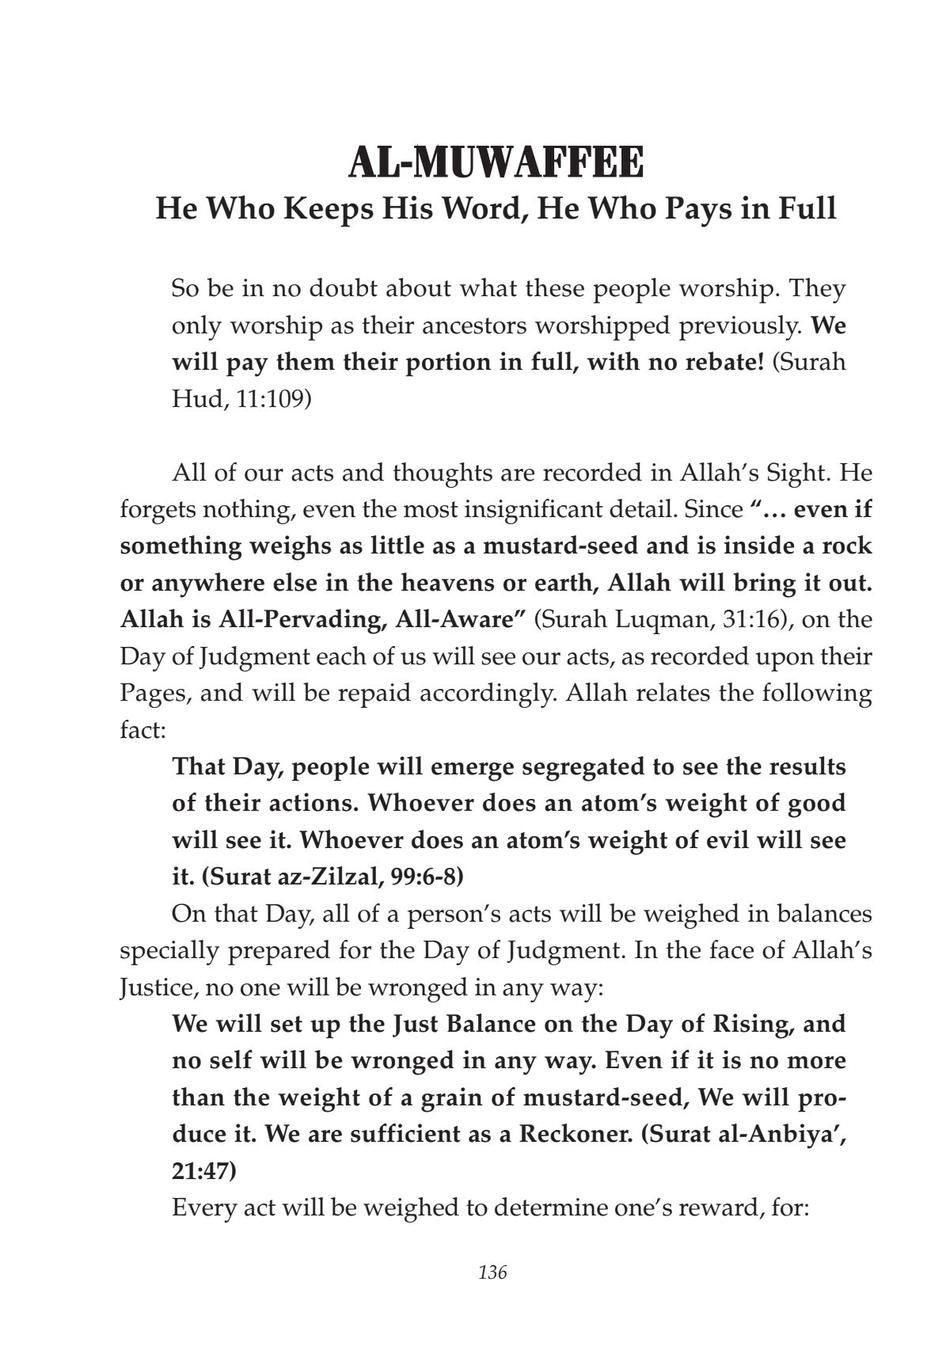 AL-MUWAFFEE
He Who Keeps His Word, He Who Pays in Full
So be in no doubt about what these people worship. They
only worship as their ancestors worshipped previously. We
will pay them their portion in full, with no rebate! (Surah
Hud, 11:109)
All of our acts and thoughts are recorded in Allah's Sight. He
forgets nothing, even the most insignificant detail. Since “… even if
something weighs as little as a mustard-seed and is inside a rock
or anywhere else in the heavens or earth, Allah will bring it out.
Allah is All-Pervading, All-Aware” (Surah Luqman, 31:16), on the
Day of Judgment each of us will see our acts, as recorded upon their
Pages, and will be repaid accordingly. Allah relates the following
fact:
That Day, people will emerge segregated to see the results
of their actions. Whoever does an atom's weight of good
will see it. Whoever does an atom's weight of evil will see
it. (Surat az-Zilzal, 99:6-8)
On that Day, all of a person's acts will be weighed in balances
specially prepared for the Day of Judgment. In the face of Allah's
Justice, no one will be wronged in any way:
We will set up the Just Balance on the Day of Rising, and
no self will be wronged in any way. Even if it is no more
than the weight of a grain of mustard-seed, We will pro-
duce it. We are sufficient as a Reckoner. (Surat al-Anbiya',
21:47)
Every act will be weighed to determine one's reward, for:
136